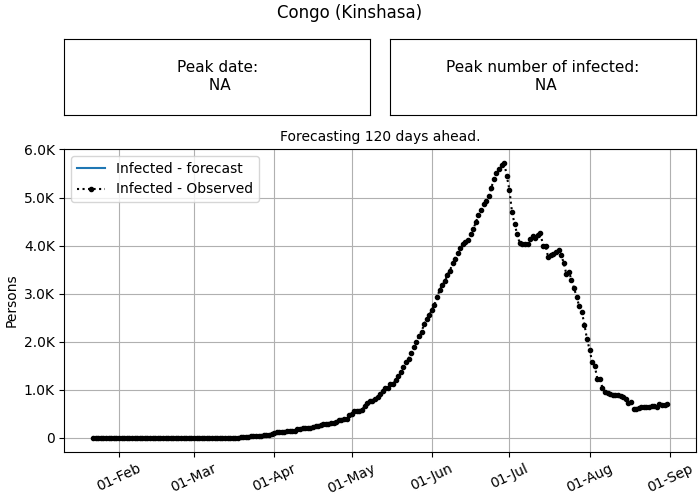 Congo (Kinshasa)
Peak date:
NA
Peak number of infected:
NA
Forecasting 120 days ahead.
Infected - forecast
Infected - Observed
Persons
6.0K
5.0K
4.0K
3.0K
2.0K
1.0K
0
01-Feb
01-Mar
01-Apr
01-May
01-Jun
01-Jul
01-Aug
01-Sep